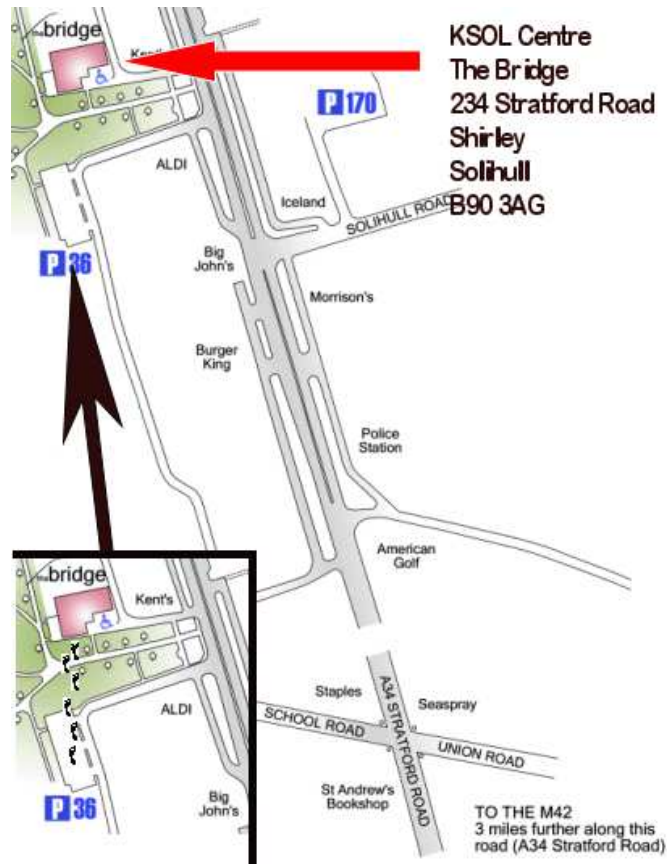 the bridge
Kent's
KSOL Centre
The Bridge
234 Stratford Road
Shirley
Solihull
B90 3AG
P 170
ALDI
Iceland
SOLIHULL ROAD
P 36
Big
John's
Morrison's
Burger
King
Police
Station
American
Golf
the bridge
Kent's
ALDI
P 36
Big
John's
Staples
Seaspray
A34 STRATFORD ROAD
SCHOOL ROAD
UNION ROAD
St Andrew's
Bookshop
TO THE M42
3 miles further along this
road (A34 Stratford Road)